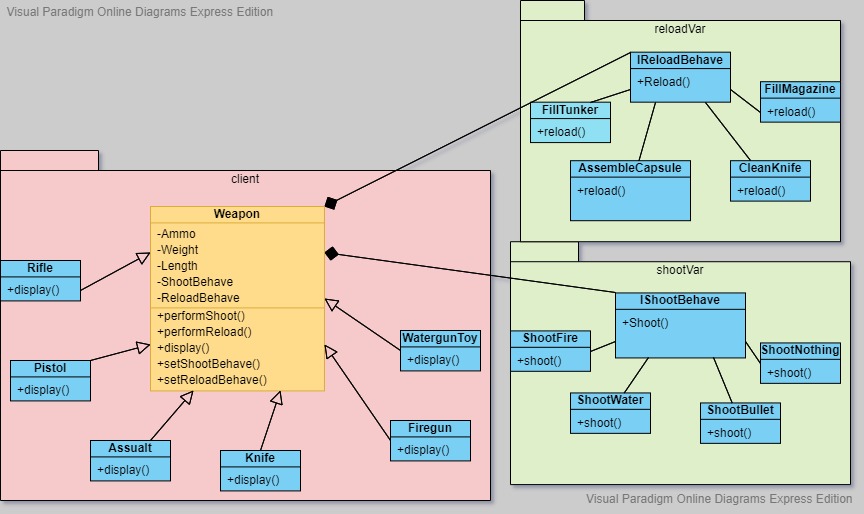 Visual Paradigm Online Diagrams Express Edition
reloadVar
IReloadBehave
+Reload()
FillTunker
+reload()
FillMagazine
+reload()
AssembleCapsule
+reload()
CleanKnife
+reload()
client
Weapon
-Ammo
-Weight
-Length
-ShootBehave
-ReloadBehave
+performShoot()
+performReload()
+display()
+setShootBehave()
+setReloadBehave()
Rifle
+display()
Pistol
+display()
Assualt
+display()
Knife
+display()
Firegun
+display()
WatergunToy
+display()
shootVar
IShootBehave
+Shoot()
ShootFire
+shoot()
ShootNothing
+shoot()
ShootWater
+shoot()
ShootBullet
+shoot()
Visual Paradigm Online Diagrams Express Edition